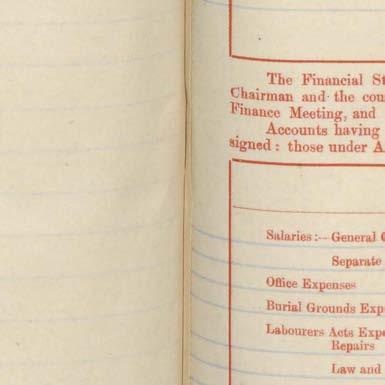 The Financial St
Chairman and the cou
Finance Meeting, and
Accounts having
signed: those under A
Salaries:—General C
Separate
Office Expenses
Burial Grounds Exp
Labourers Acts Expe
Repairs
Law and